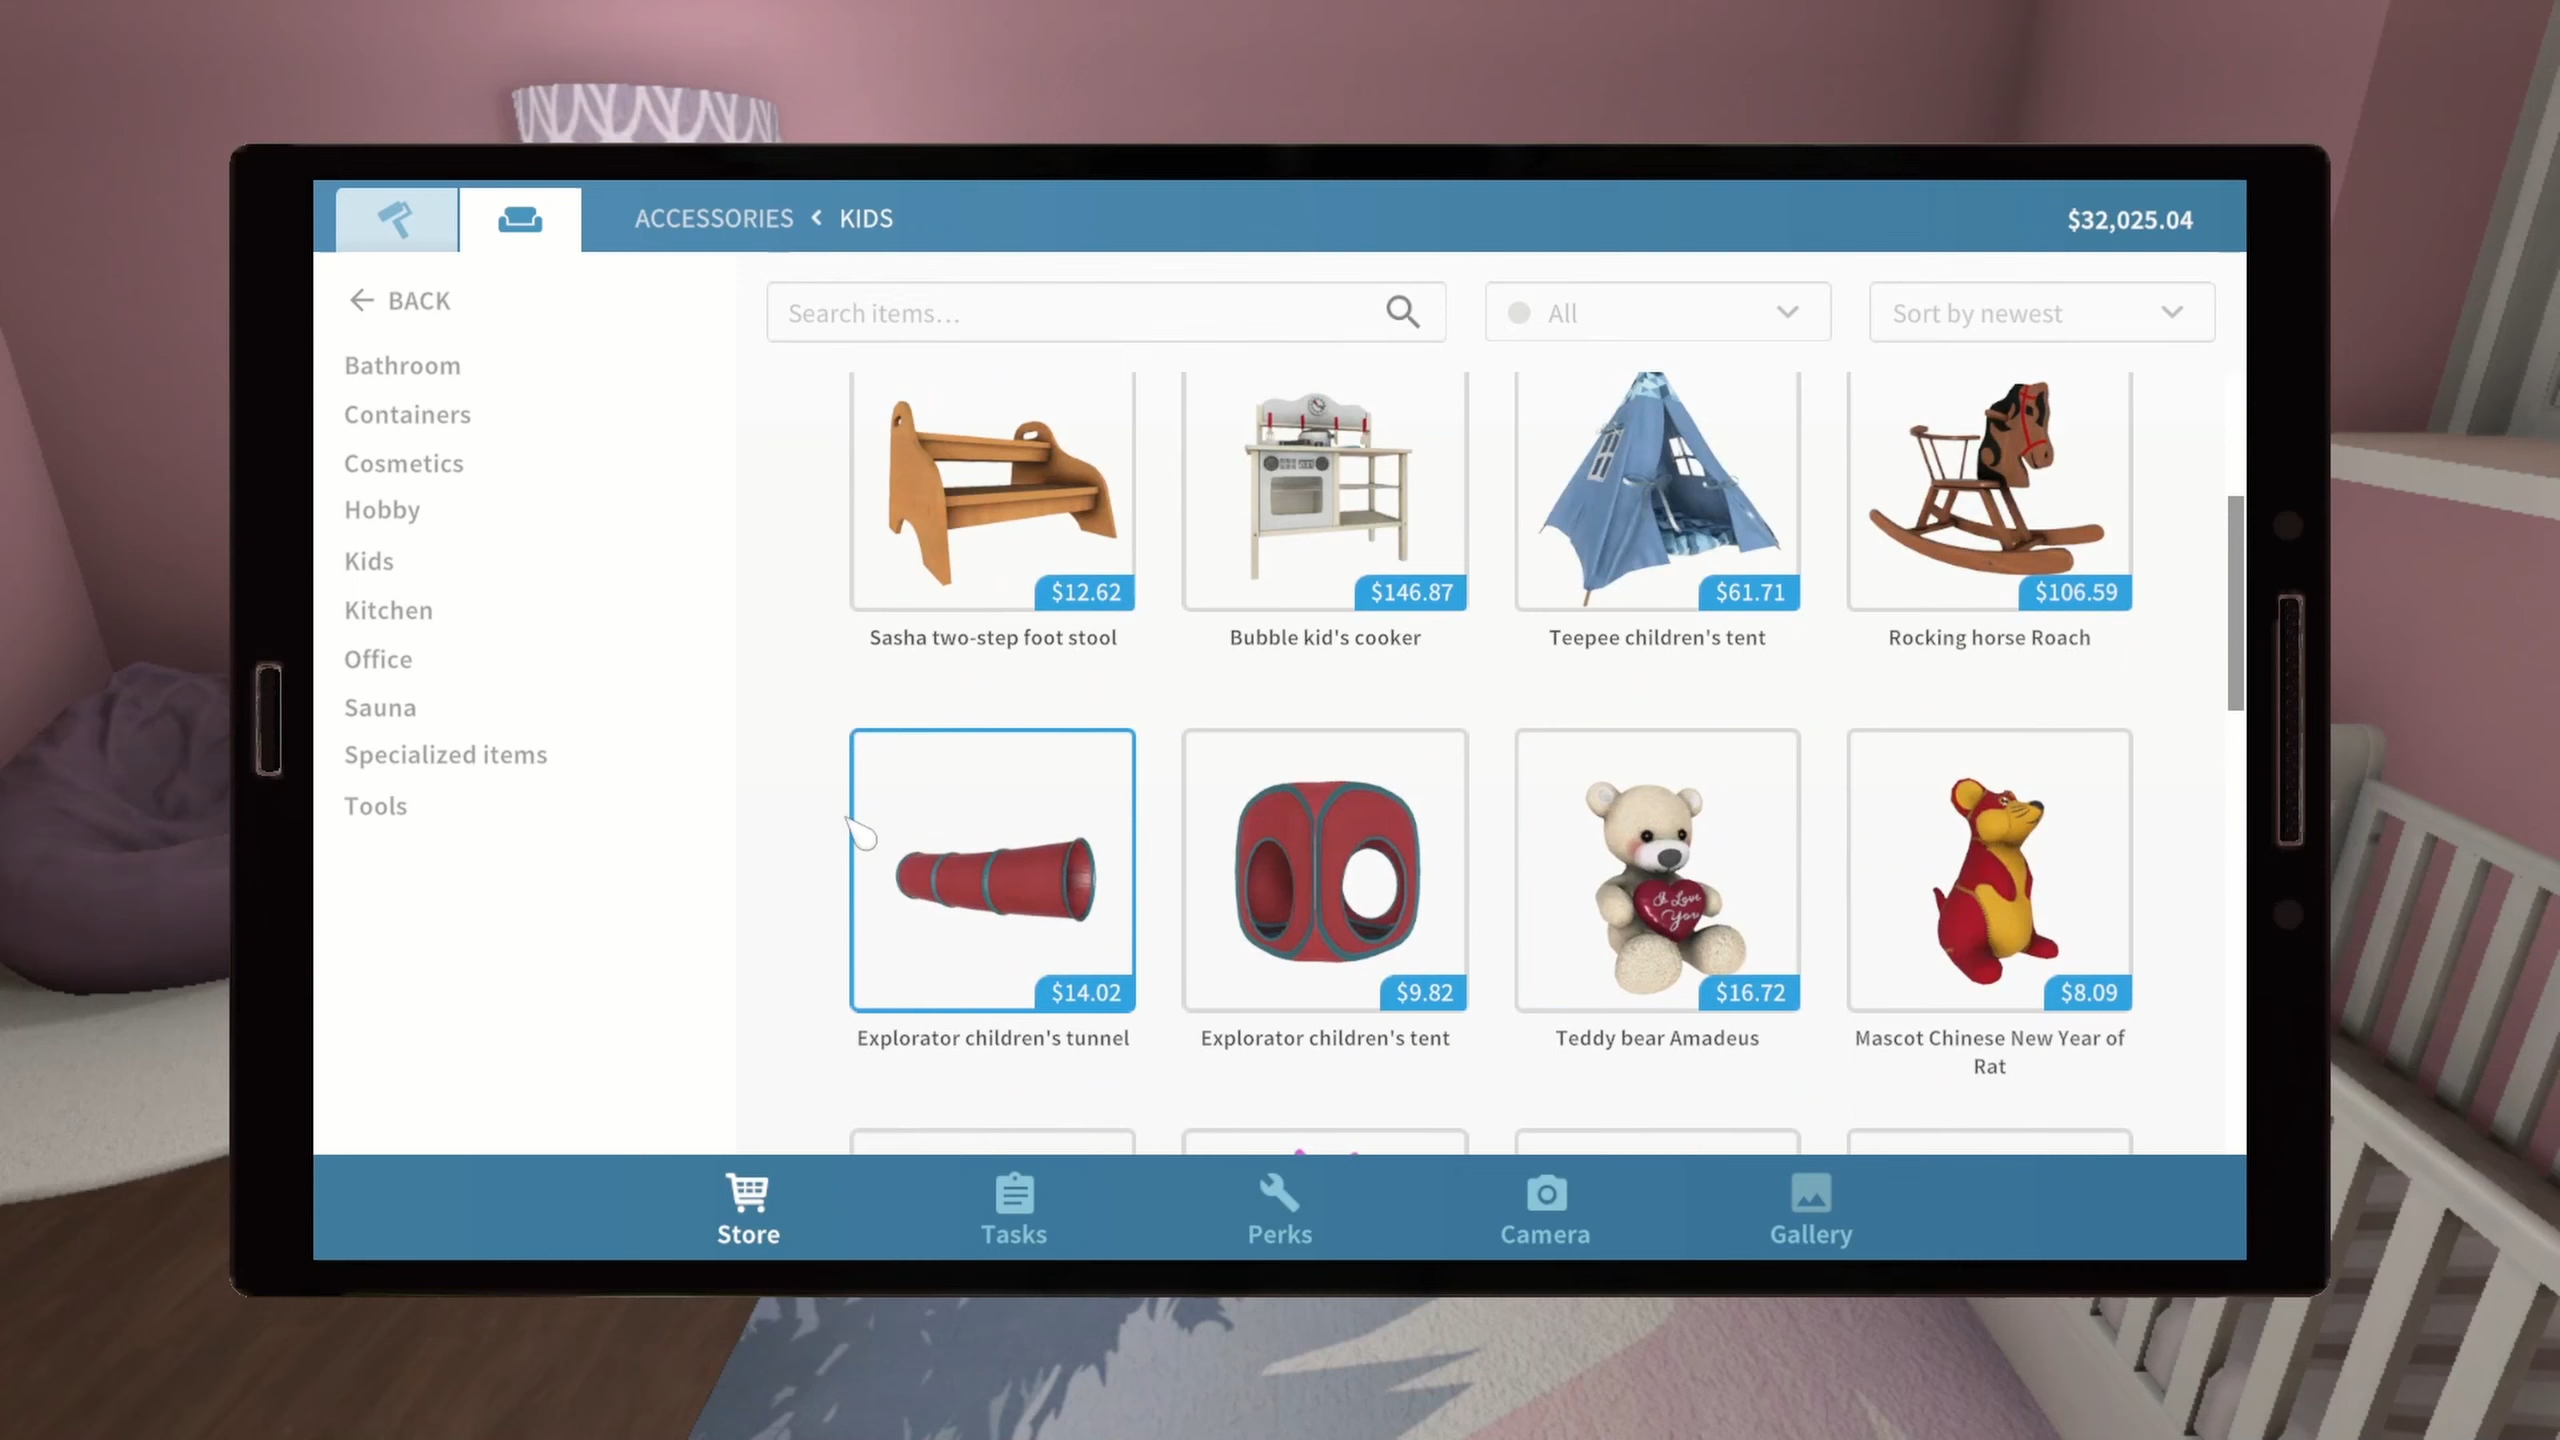 ACCESSORIES < KIDS
$32,025.04
BACK
Search items...
All
Sort by newest
Bathroom
Containers
Cosmetics
Hobby
Kids
Kitchen
Office
Sauna
Specialized items
Tools
$12.62
$146.87
$61.71
$106.59
Sasha two-step foot stool
Bubble kid's cooker
Teepee children's tent
Rocking horse Roach
I Love
You
$14.02
$9.82
$16.72
$8.09
Explorator children's tunnel
Explorator children's tent
Teddy bear Amadeus
Mascot Chinese New Year of
Rat
Store
Tasks
Perks
Camera
Gallery